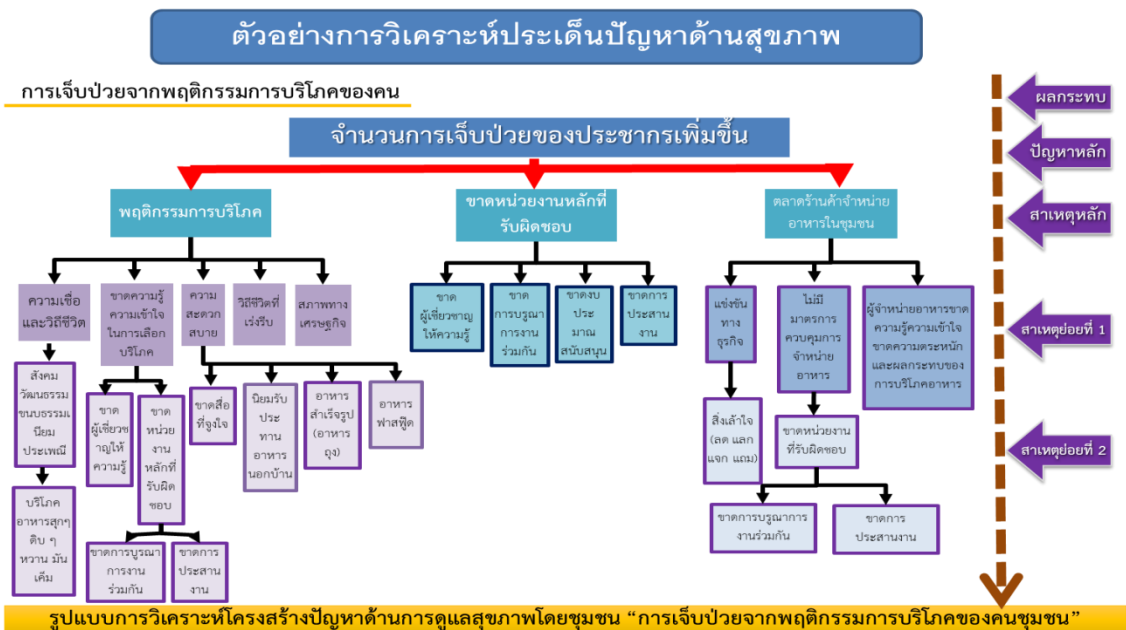 ตัวอย่างการวิเคราะห์ประเด็นปัญหาด้านสุขภาพ
การเจ็บป่วยจากพฤติกรรมการบริโภคของคน
ผลกระทบ
จำนวนการเจ็บป่วยของประชากรเพิ่มขึ้น
ปัญหาหลัก
พฤติกรรมการบริโภค
ขาดหน่วยงานหลักที่
รับผิดชอบ
ตลาดร้านค้าจำหน่าย
อาหารในชุมชน
สาเหตุหลัก
ความเชื่อ
และวิถีชีวิต
ขาดความรู้
ความเข้าใจ
ในการเลือก
บริโภค
ความ
สะดวก
สบาย
วิถีชีวิตที่
เร่งรีบ
สภาพทาง
เศรษฐกิจ
ขาด
ผู้เชี่ยวชาญ
ให้ความรู้
ขาด
การบูรณา
การงาน
ร่วมกัน
ขาดงบ
ประ
มาณ
สนับสนุน
ขาดการ
ประสาน
งาน
แข่งขัน
ทาง
ธุรกิจ
ไม่มี
มาตรการ
ควบคุมการ
จำหน่าย
อาหาร
ผู้จำหน่ายอาหารขาด
ความรู้ความเข้าใจ
ขาดความตระหนัก
และผลกระทบของ
การบริโภคอาหาร
สาเหตุย่อยที่ 1
สังคม
วัฒนธรรม
ขนบธรรมเ
นียม
ประเพณี
ขาด
ผู้เชี่ยวช
าญให้
ความรู้
ขาด
หน่วย
งาน
หลักที่
รับผิด
ชอบ
ขาดสื่อ
ที่จูงใจ
นิยมรับ
ประ
ทาน
อาหาร
นอกบ้าน
อาหาร
สำเร็จรูป
(อาหาร
ถุง)
อาหาร
ฟาสฟู๊ด
สิ่งเล้าใจ
(ลด แลก
แจก แถม)
ขาดหน่วยงาน
ที่รับผิดชอบ
สาเหตุย่อยที่ 2
บริโภค
อาหารสุกๆ
ดิบ ๆ
หวาน มัน
เค็ม
ขาดการบูรณา
การงาน
ร่วมกัน
ขาดการ
ประสาน
งาน
ขาดการบูรณาการ
งานร่วมกัน
ขาดการ
ประสานงาน
รูปแบบการวิเคราะห์โครงสร้างปัญหาด้านการดูแลสุขภาพโดยชุมชน “การเจ็บป่วยจากพฤติกรรมการบริโภคของคนชุมชน”